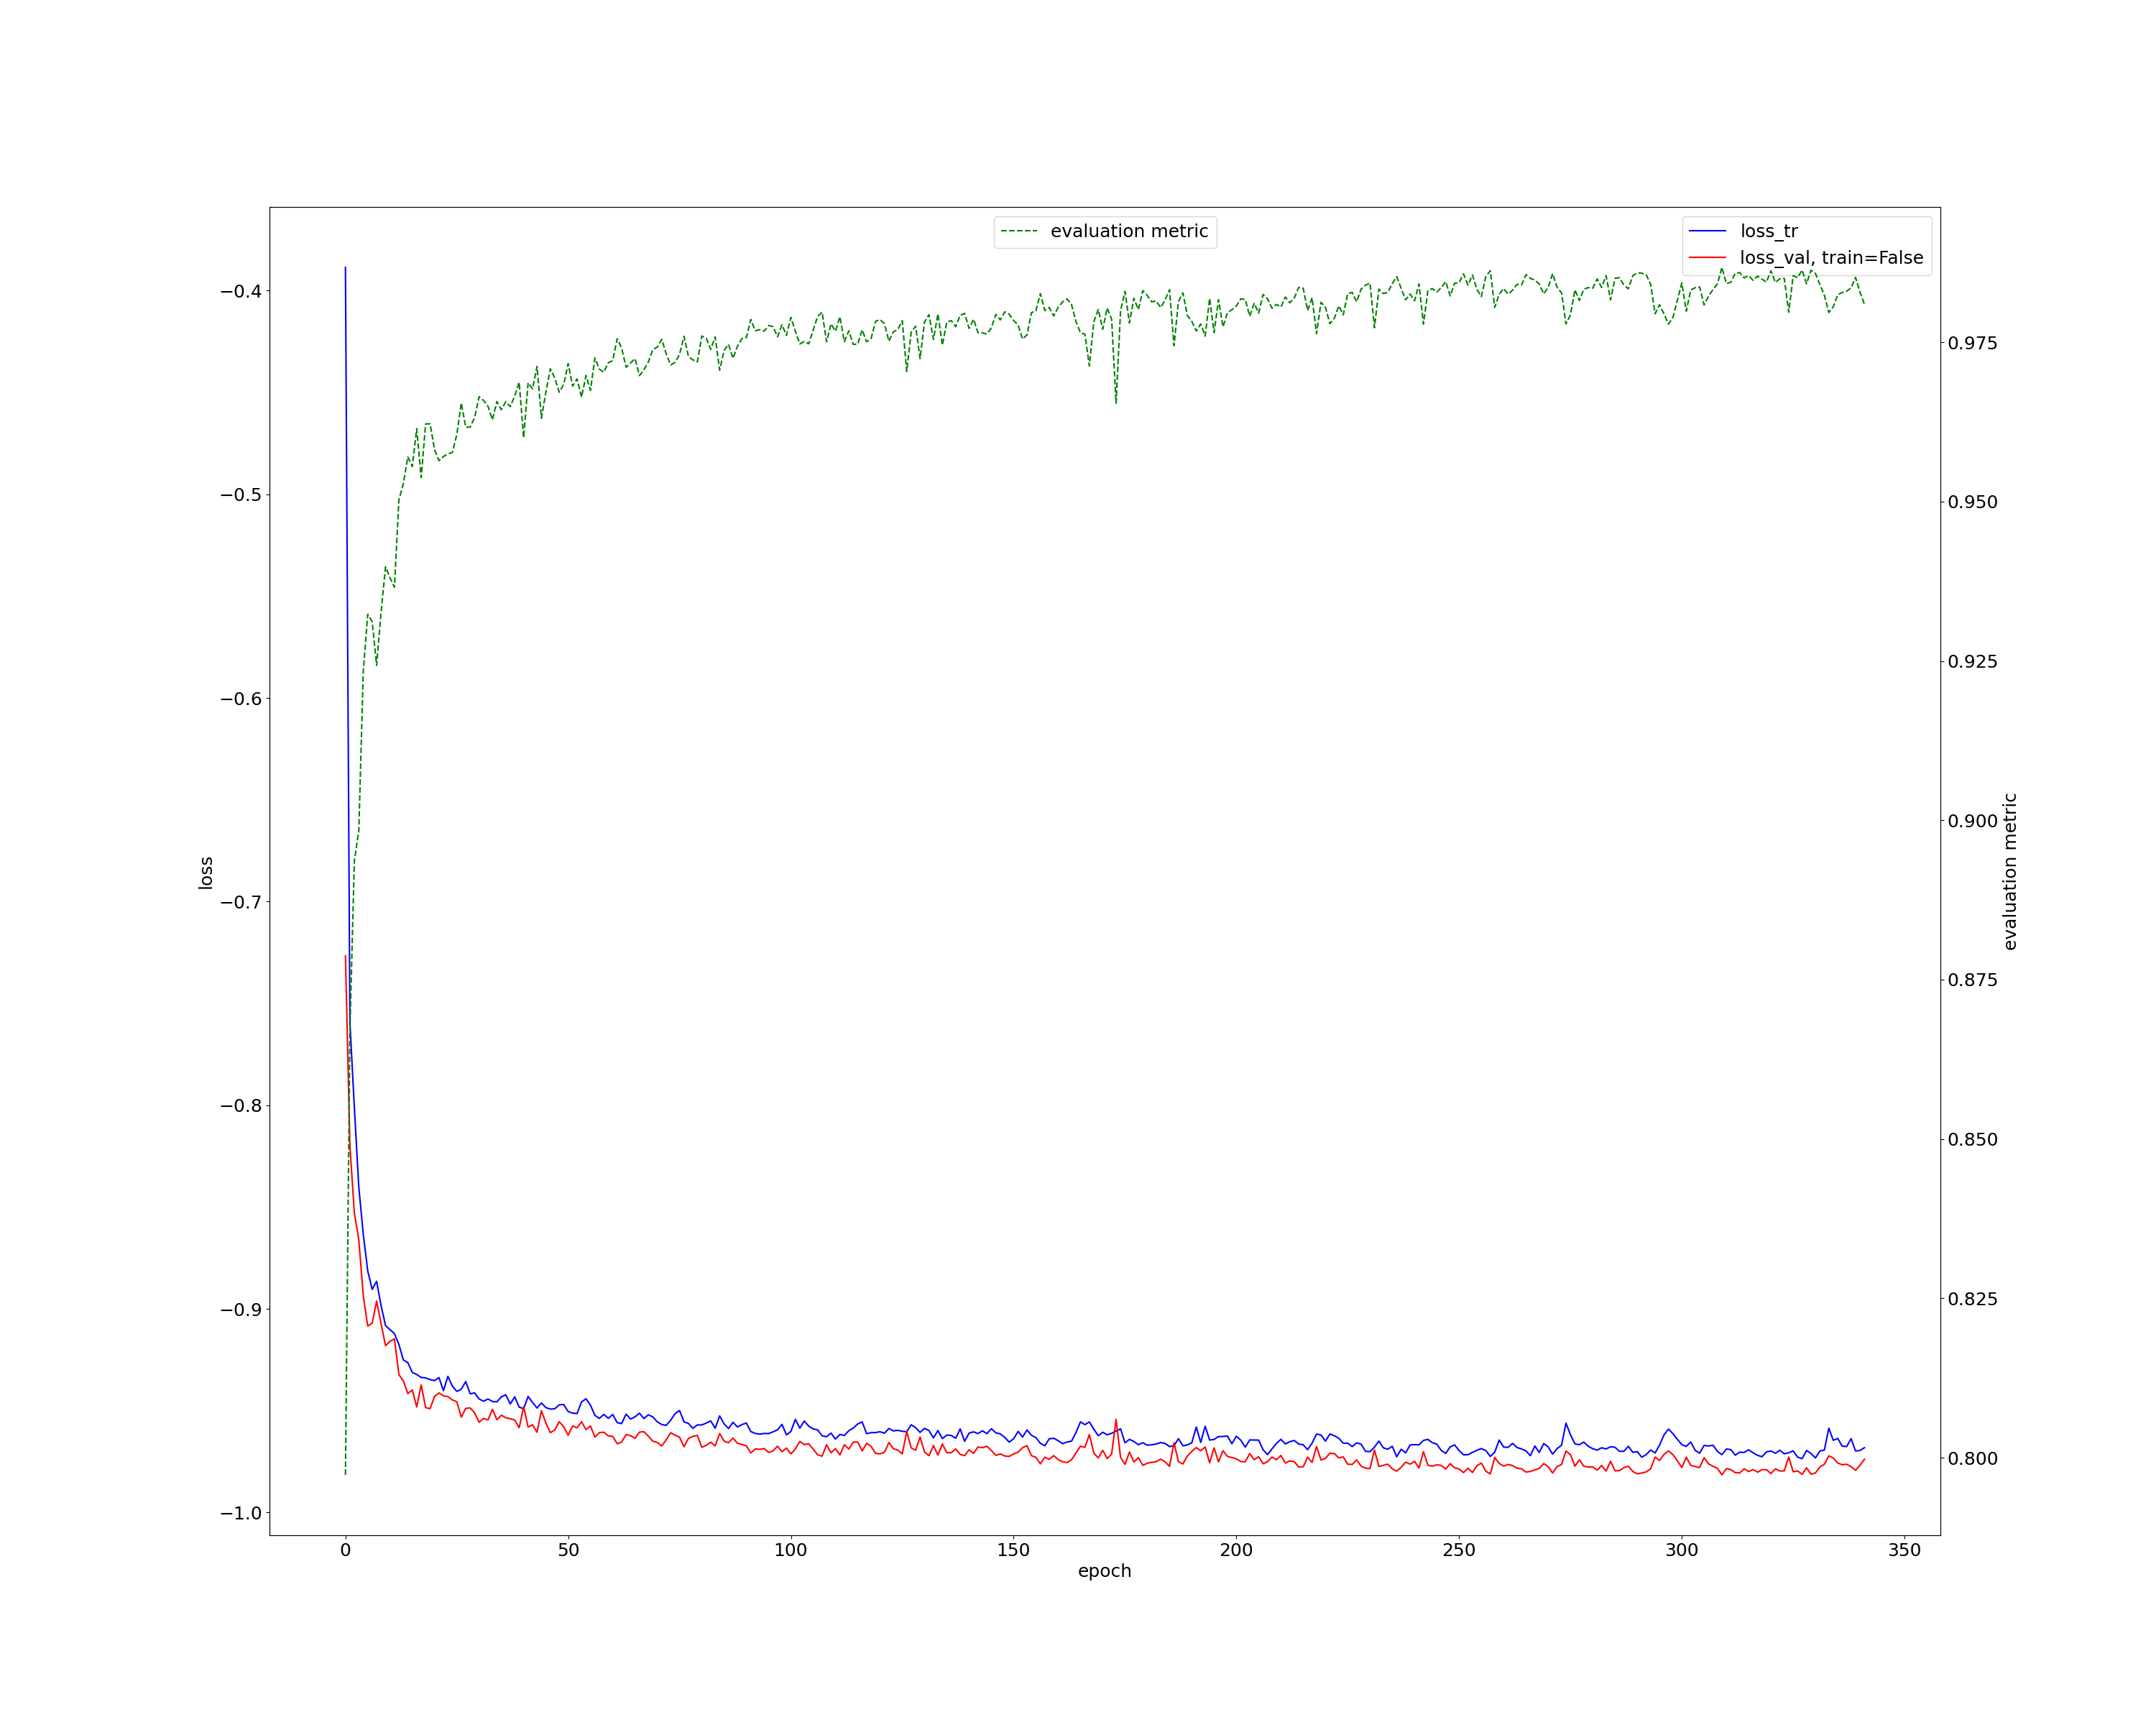 evaluation metric
loss_tr
loss_val, train=False
−0.4
−0.5
−0.6
−0.7
−0.8
−0.9
−1.0
loss
0.975
0.950
0.925
0.900
0.875
0.850
0.825
0.800
evaluation metric
0 50 100 150 200 250 300 350
epoch